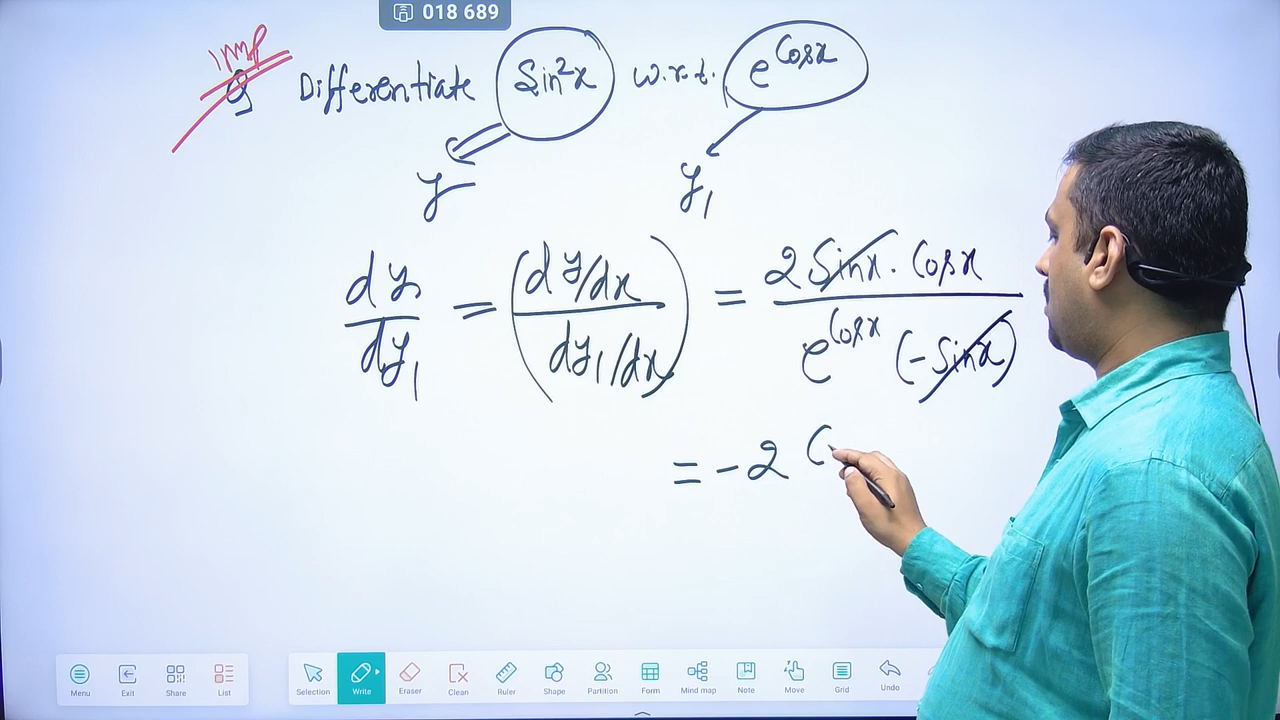 018 689
imp
Q Differentiate Sin²x w.r.t. e^Cosx
y y₁
dy/dy₁ = (dy/dx / dy₁/dx) = 2 Sinx. Cosx / e^Cosx (-Sinx)
= -2 C
Menu Exit Share List Selection Write Eraser Clean Ruler Shape Partition Form Mind map Note Move Grid Undo